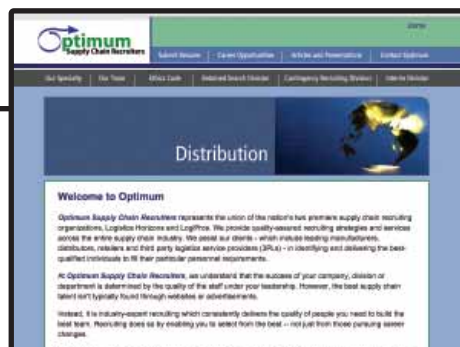 Home
Optimum
Supply Chain Recruiters
Submit Resume | Career Opportunities | Articles and Presentations | Contact Optimum
Our Specialty | Our Team | Ethics Code | Retained Search Division | Contingency Recruiting Division | Interim Division
Distribution
Welcome to Optimum
Optimum Supply Chain Recruiters represents the union of the nation's two premiere supply chain recruiting
organizations, Logistics Horizons and LogiPros. We provide quality-assured recruiting strategies and services
across the entire supply chain industry. We assist our clients - which include leading manufacturers,
distributors, retailers and third party logistics service providers (3PLs) - in identifying and delivering the best-
qualified individuals to fill their particular personnel requirements.
At Optimum Supply Chain Recruiters, we understand that the success of your company, division or
department is determined by the quality of the staff under your leadership. However, the best supply chain
talent isn't typically found through websites or advertisements.
Instead, it is industry-expert recruiting which consistently delivers the quality of people you need to build the
best team. Recruiting does so by enabling you to select from the best -- not just from those pursuing career
changes.